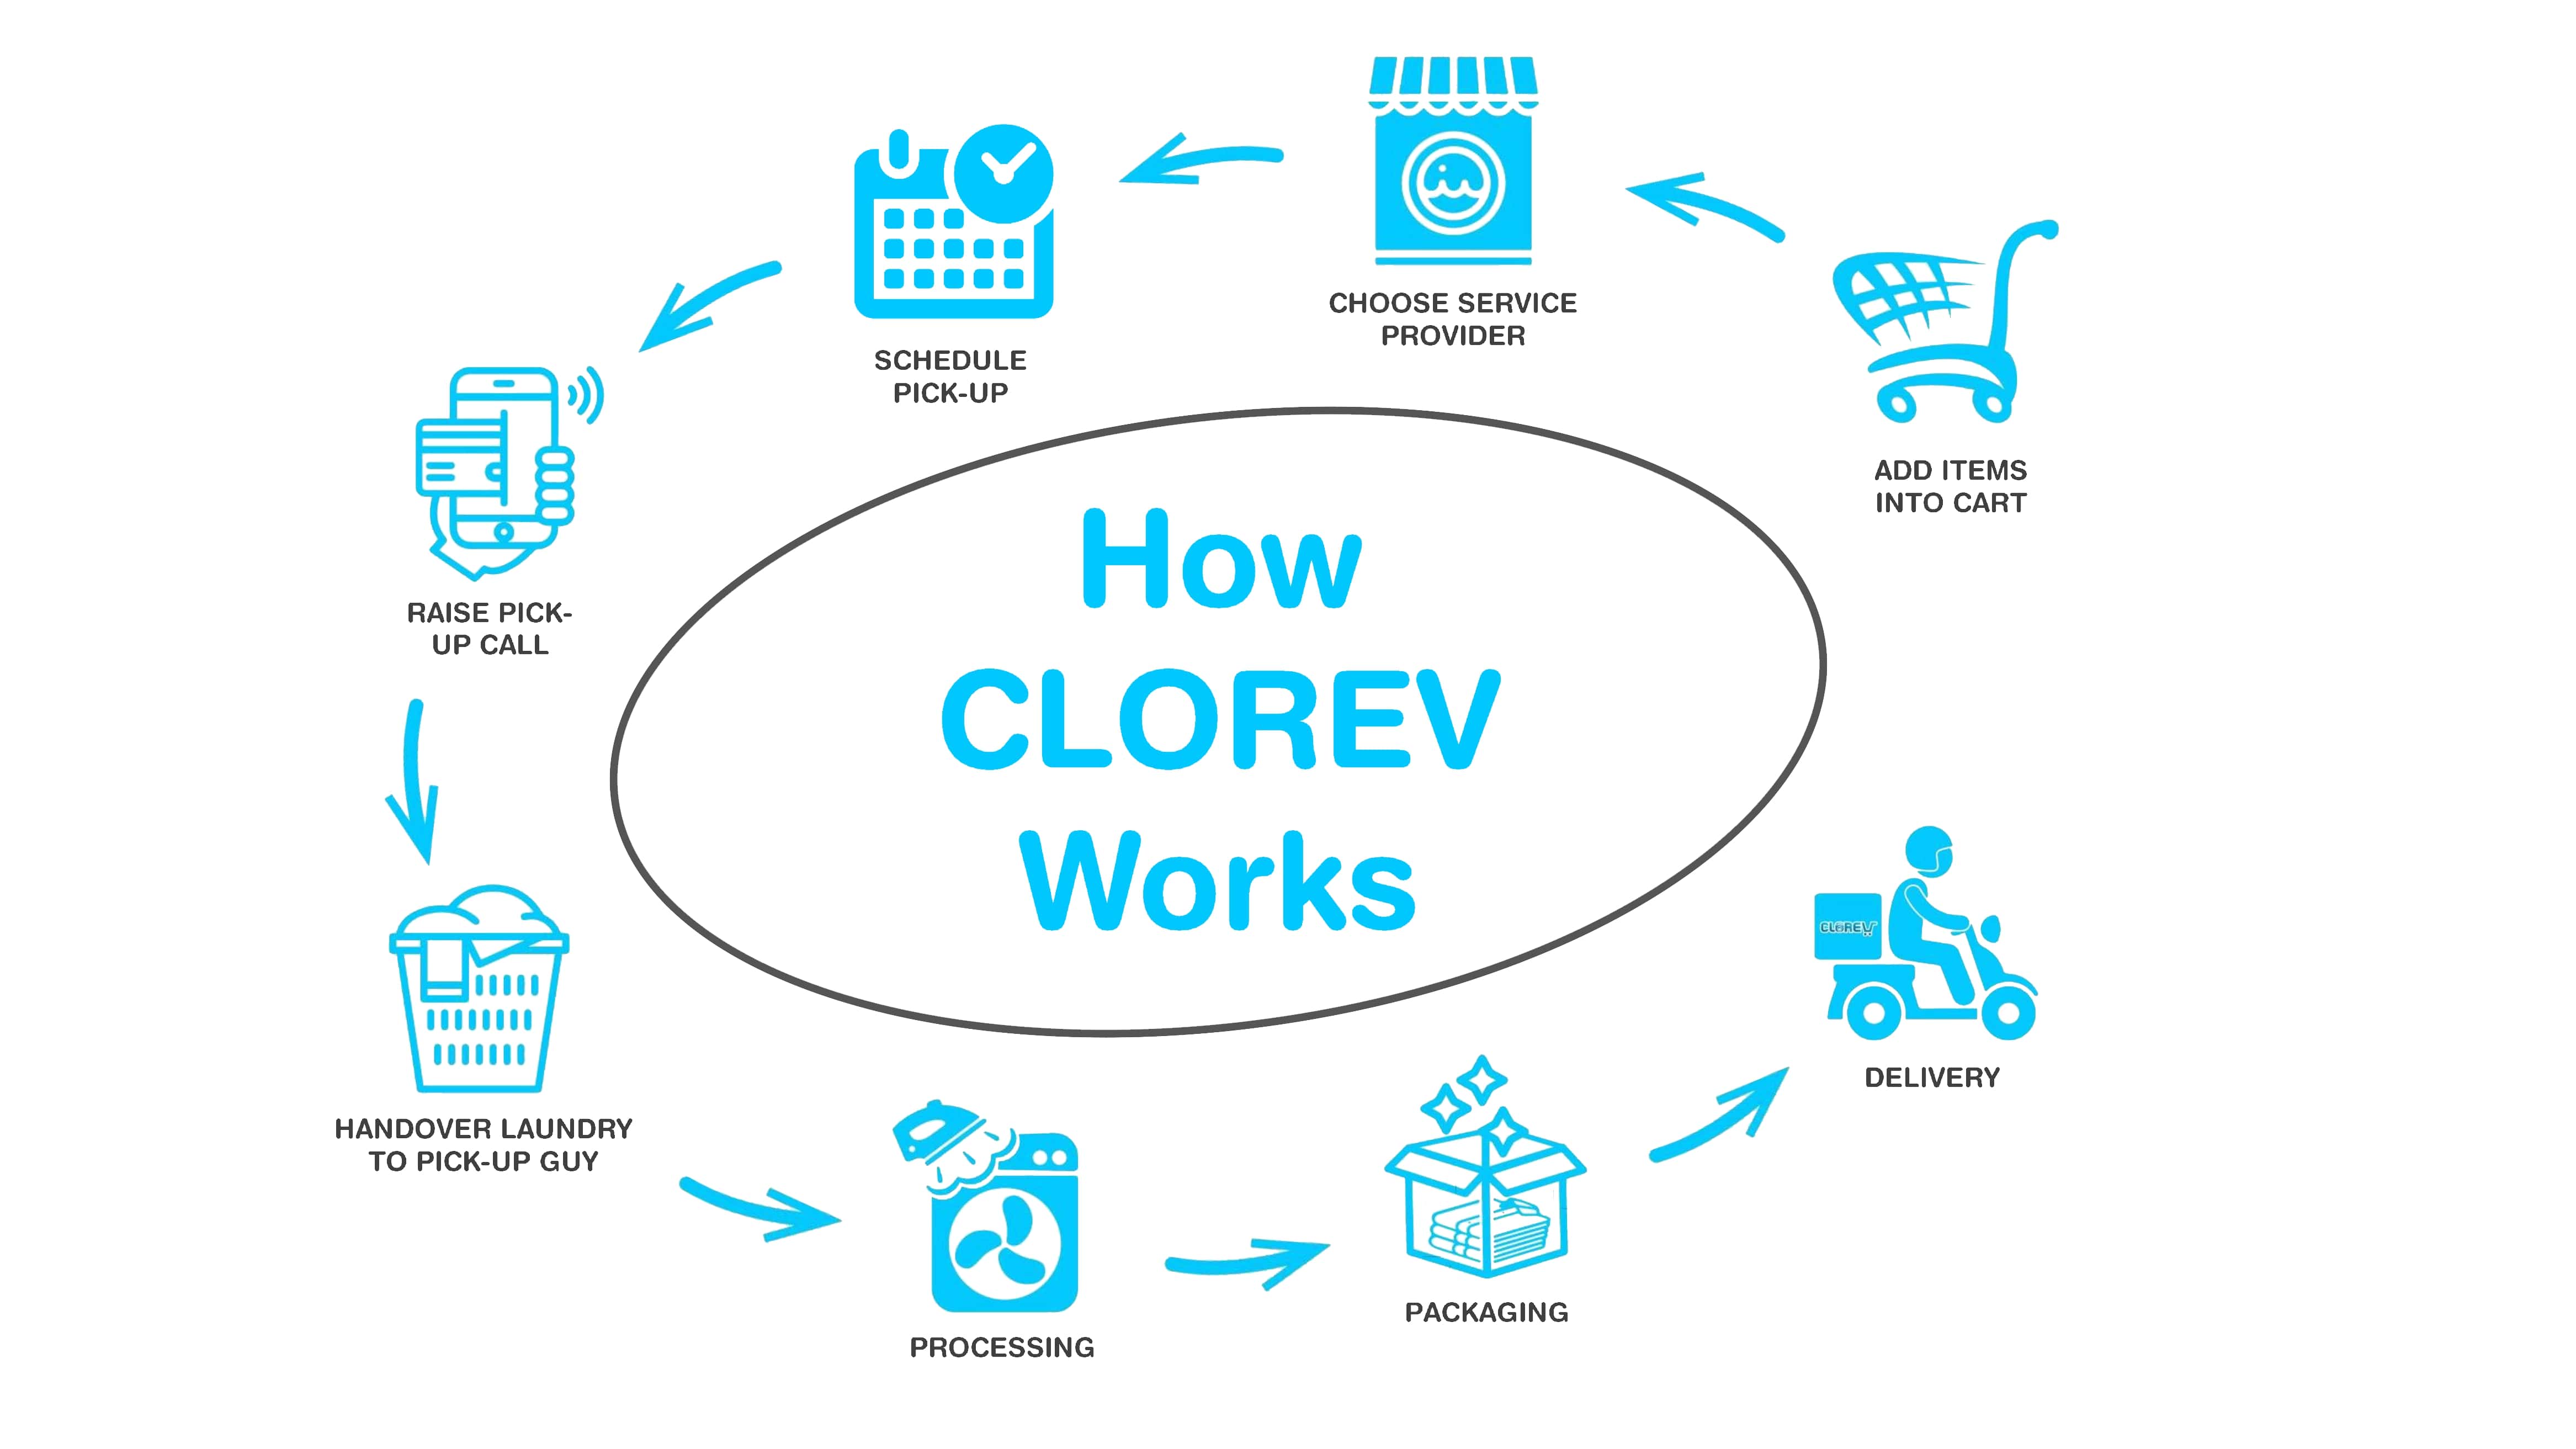 CHOOSE SERVICE
PROVIDER
SCHEDULE
PICK-UP
ADD ITEMS
INTO CART
RAISE PICK-
UP CALL
How
CLOREV
Works
CLOREV
DELIVERY
HANDOVER LAUNDRY
TO PICK-UP GUY
PACKAGING
PROCESSING